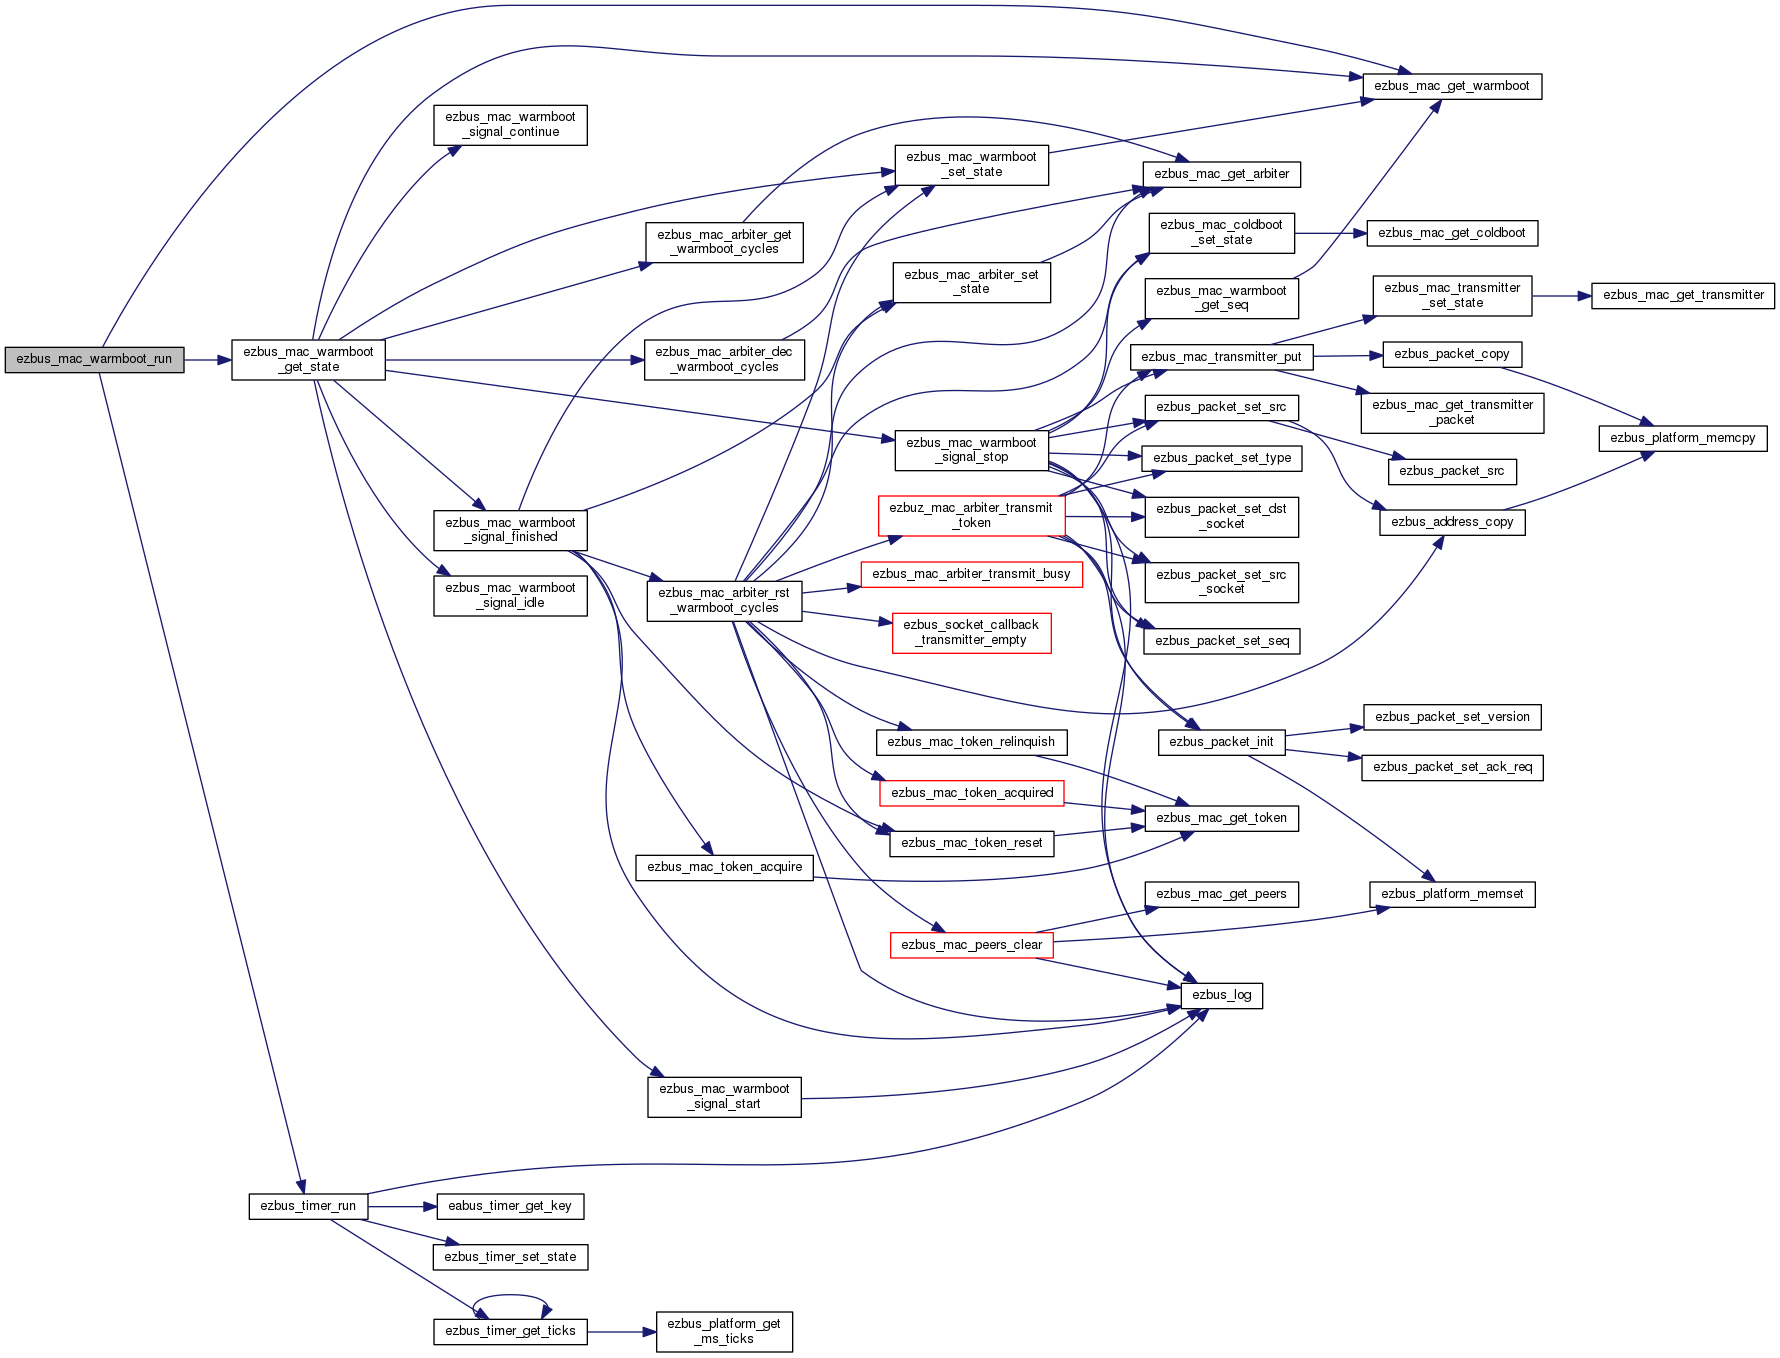 ezbus_mac_warmboot_run
ezbus_mac_warmboot
_get_state
ezbus_timer_run
ezbus_mac_warmboot
_signal_continue
ezbus_mac_warmboot
_signal_finished
ezbus_mac_warmboot
_signal_idle
eabus_timer_get_key
ezbus_timer_set_state
ezbus_timer_get_ticks
ezbus_mac_arbiter_get
_warmboot_cycles
ezbus_mac_arbiter_dec
_warmboot_cycles
ezbus_mac_arbiter_rst
_warmboot_cycles
ezbus_mac_token_acquire
ezbus_mac_warmboot
_signal_start
ezbus_platform_get
_ms_ticks
ezbus_mac_warmboot
_set_state
ezbus_mac_arbiter_set
_state
ezbus_mac_warmboot
_signal_stop
ezbuz_mac_arbiter_transmit
_token
ezbus_mac_arbiter_transmit_busy
ezbus_socket_callback
_transmitter_empty
ezbus_mac_token_relinquish
ezbus_mac_token_acquired
ezbus_mac_token_reset
ezbus_mac_peers_clear
ezbus_mac_get_arbiter
ezbus_mac_coldboot
_set_state
ezbus_mac_warmboot
_get_seq
ezbus_mac_transmitter_put
ezbus_packet_set_src
ezbus_packet_set_type
ezbus_packet_set_dst
_socket
ezbus_packet_set_src
_socket
ezbus_packet_set_seq
ezbus_packet_init
ezbus_mac_get_token
ezbus_mac_get_peers
ezbus_log
ezbus_mac_get_warmboot
ezbus_mac_get_coldboot
ezbus_mac_transmitter
_set_state
ezbus_packet_copy
ezbus_mac_get_transmitter
_packet
ezbus_packet_src
ezbus_address_copy
ezbus_packet_set_version
ezbus_packet_set_ack_req
ezbus_platform_memset
ezbus_mac_get_transmitter
ezbus_platform_memcpy